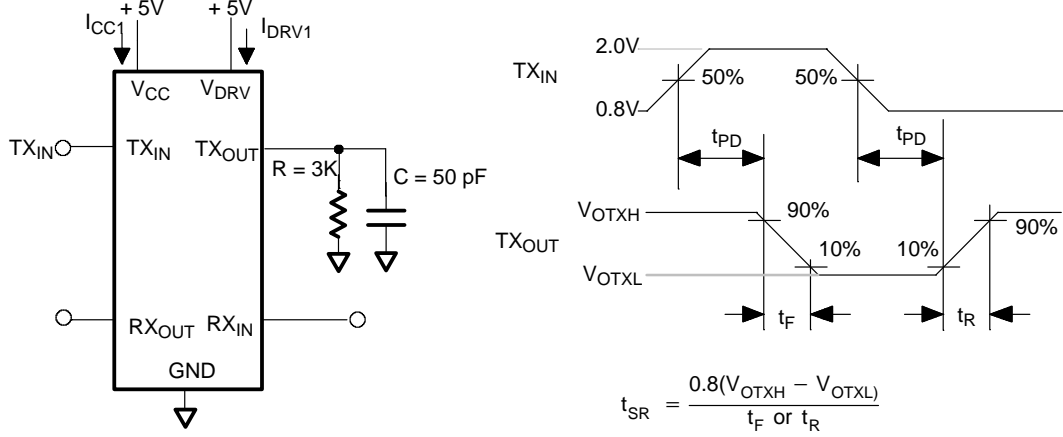 + 5V
+ 5V
ICC1
IDRV1
VCC
VDRV
TXIN
TXIN
TXOUT
R = 3K
C = 50 pF
RXOUT
RXIN
GND
TXIN
2.0V
0.8V
50%
50%
tPD
tPD
TXOUT
VOTXH
VOTXL
90%
10%
10%
90%
tF
tR
tSR = 0.8(VOTXH − VOTXL)
tF or tR